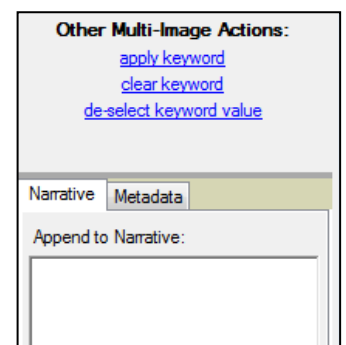 Other Multi-Image Actions:
apply keyword
clear keyword
de-select keyword value
Narrative Metadata
Append to Narrative: